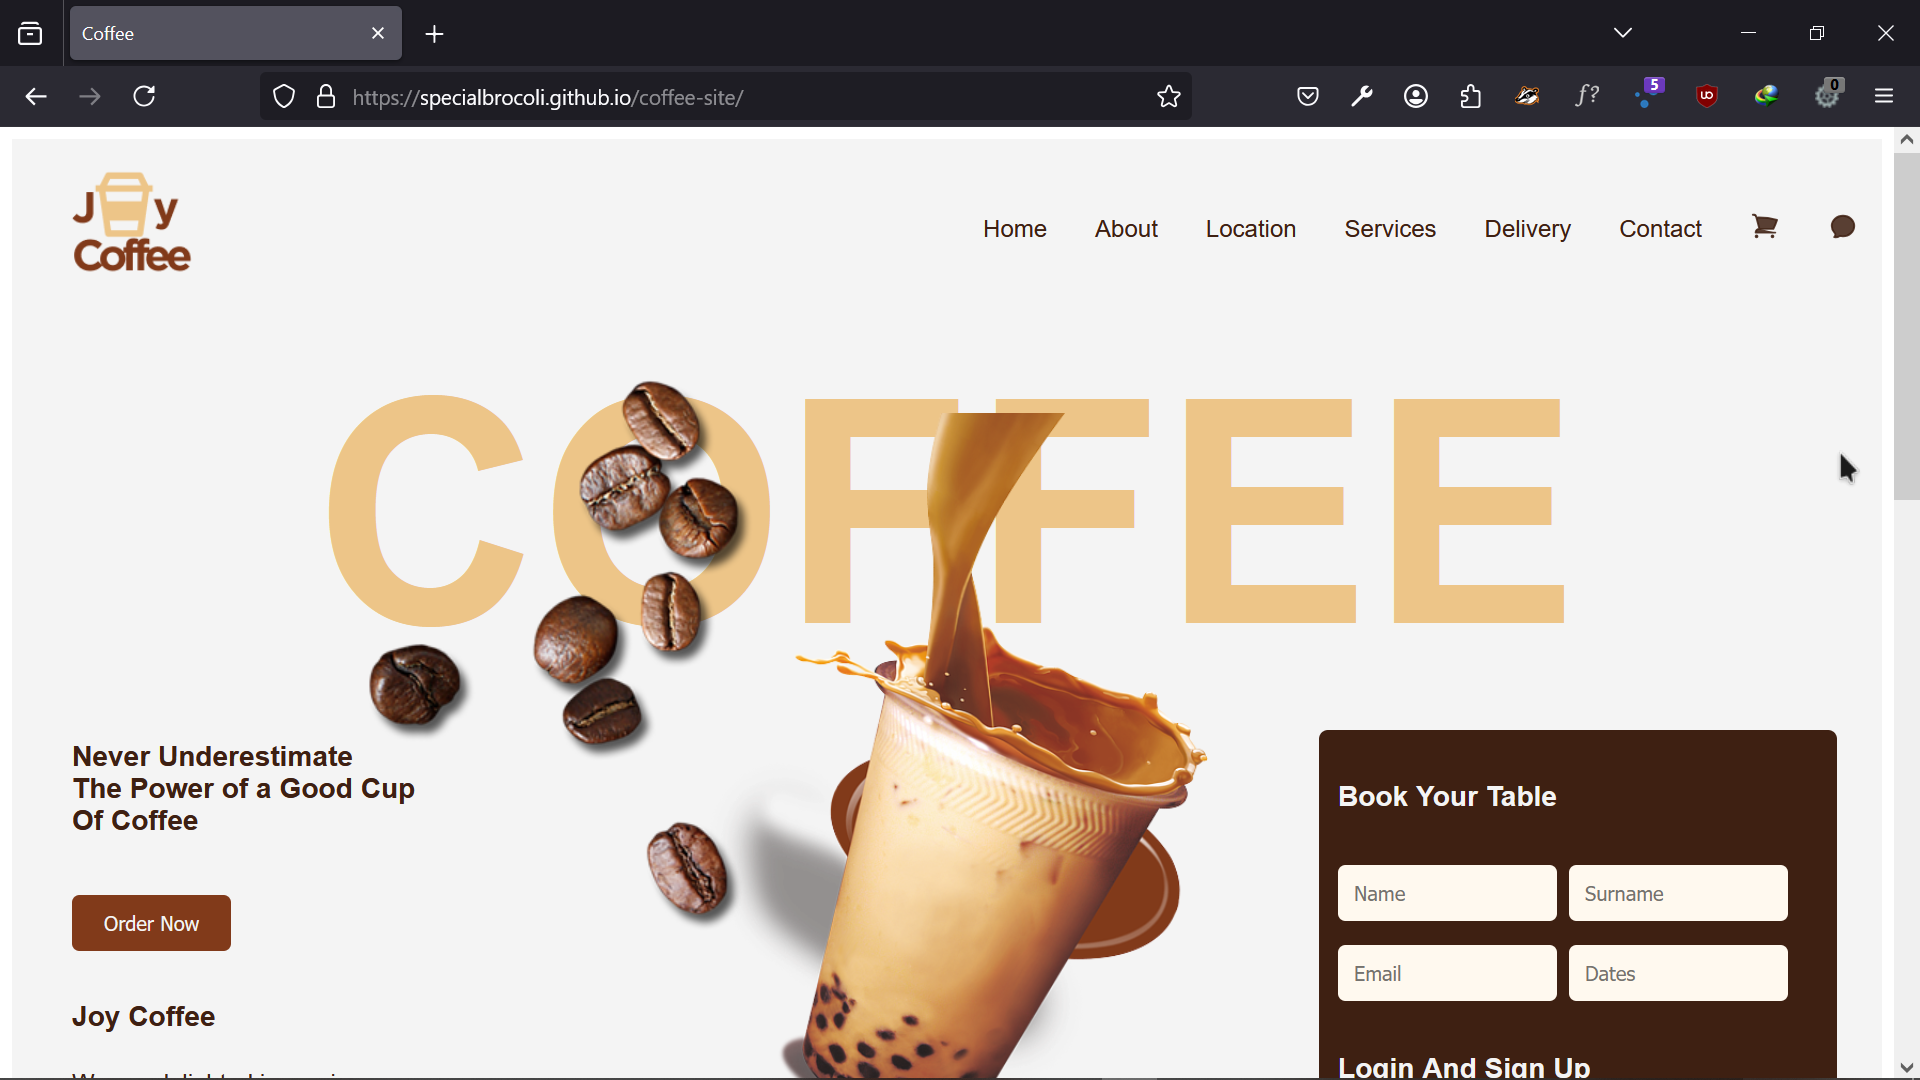 Coffee
https://specialbrocoli.github.io/coffee-site/
f?
5
UO
0
J y
Coffee
Home
About
Location
Services
Delivery
Contact
COFFEE
Never Underestimate
The Power of a Good Cup
Of Coffee
Order Now
Joy Coffee
Book Your Table
Name
Surname
Email
Dates
Login And Sign Up